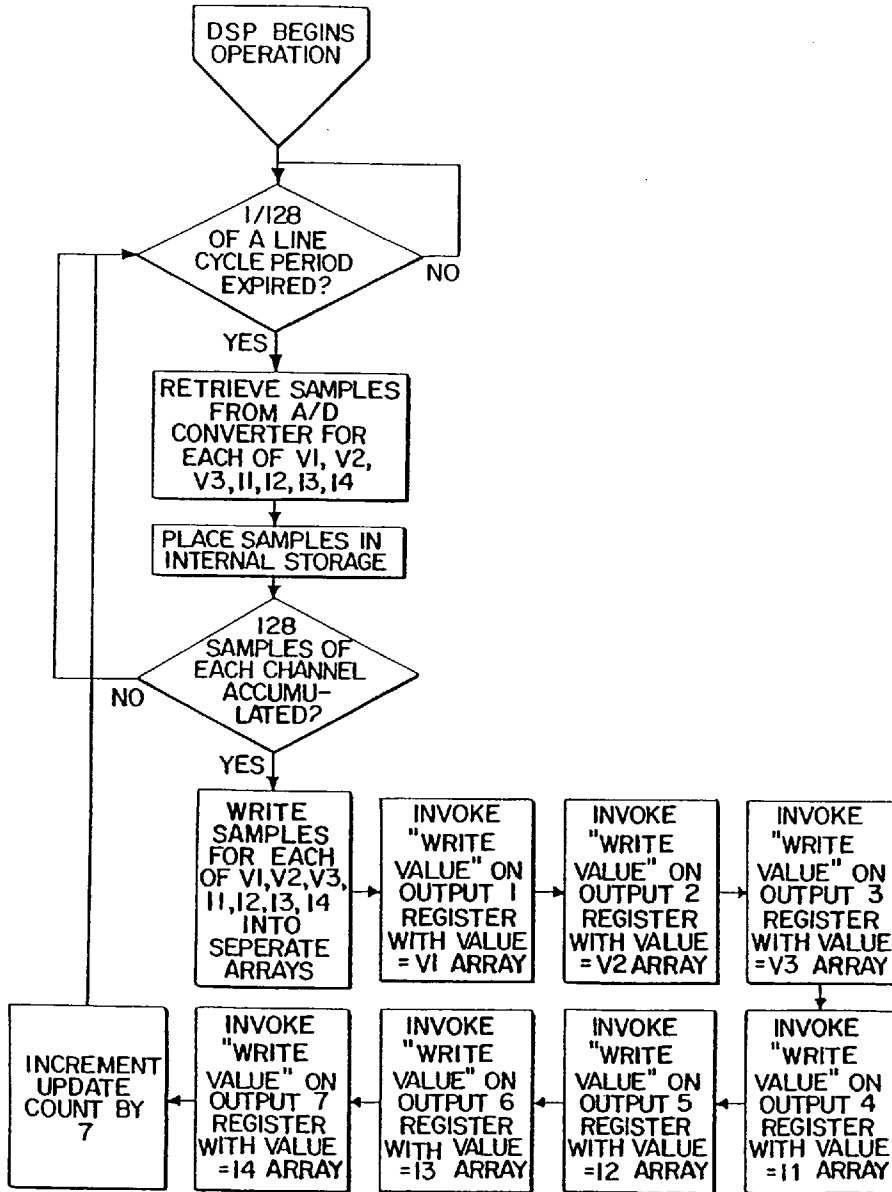 DSP BEGINS
OPERATION
1/128
OF A LINE
CYCLE PERIOD
EXPIRED?
NO
YES
RETRIEVE SAMPLES
FROM A/D
CONVERTER FOR
EACH OF V1, V2,
V3, I1, I2, I3, I4
PLACE SAMPLES IN
INTERNAL STORAGE
128
SAMPLES OF
EACH CHANNEL
ACCUMU-
LATED?
NO
YES
WRITE
SAMPLES
FOR EACH
OF V1,V2,V3,
I1,I2,I3,I4
INTO
SEPERATE
ARRAYS
INVOKE
"WRITE
VALUE" ON
OUTPUT 1
REGISTER
WITH VALUE
=V1 ARRAY
INVOKE
"WRITE
VALUE" ON
OUTPUT 2
REGISTER
WITH VALUE
=V2 ARRAY
INVOKE
"WRITE
VALUE" ON
OUTPUT 3
REGISTER
WITH VALUE
=V3 ARRAY
INVOKE
"WRITE
VALUE" ON
OUTPUT 4
REGISTER
WITH VALUE
=I1 ARRAY
INVOKE
"WRITE
VALUE" ON
OUTPUT 5
REGISTER
WITH VALUE
=I2 ARRAY
INVOKE
"WRITE
VALUE" ON
OUTPUT 6
REGISTER
WITH VALUE
=I3 ARRAY
INVOKE
"WRITE
VALUE" ON
OUTPUT 7
REGISTER
WITH VALUE
=I4 ARRAY
INCREMENT
UPDATE
COUNT BY
7